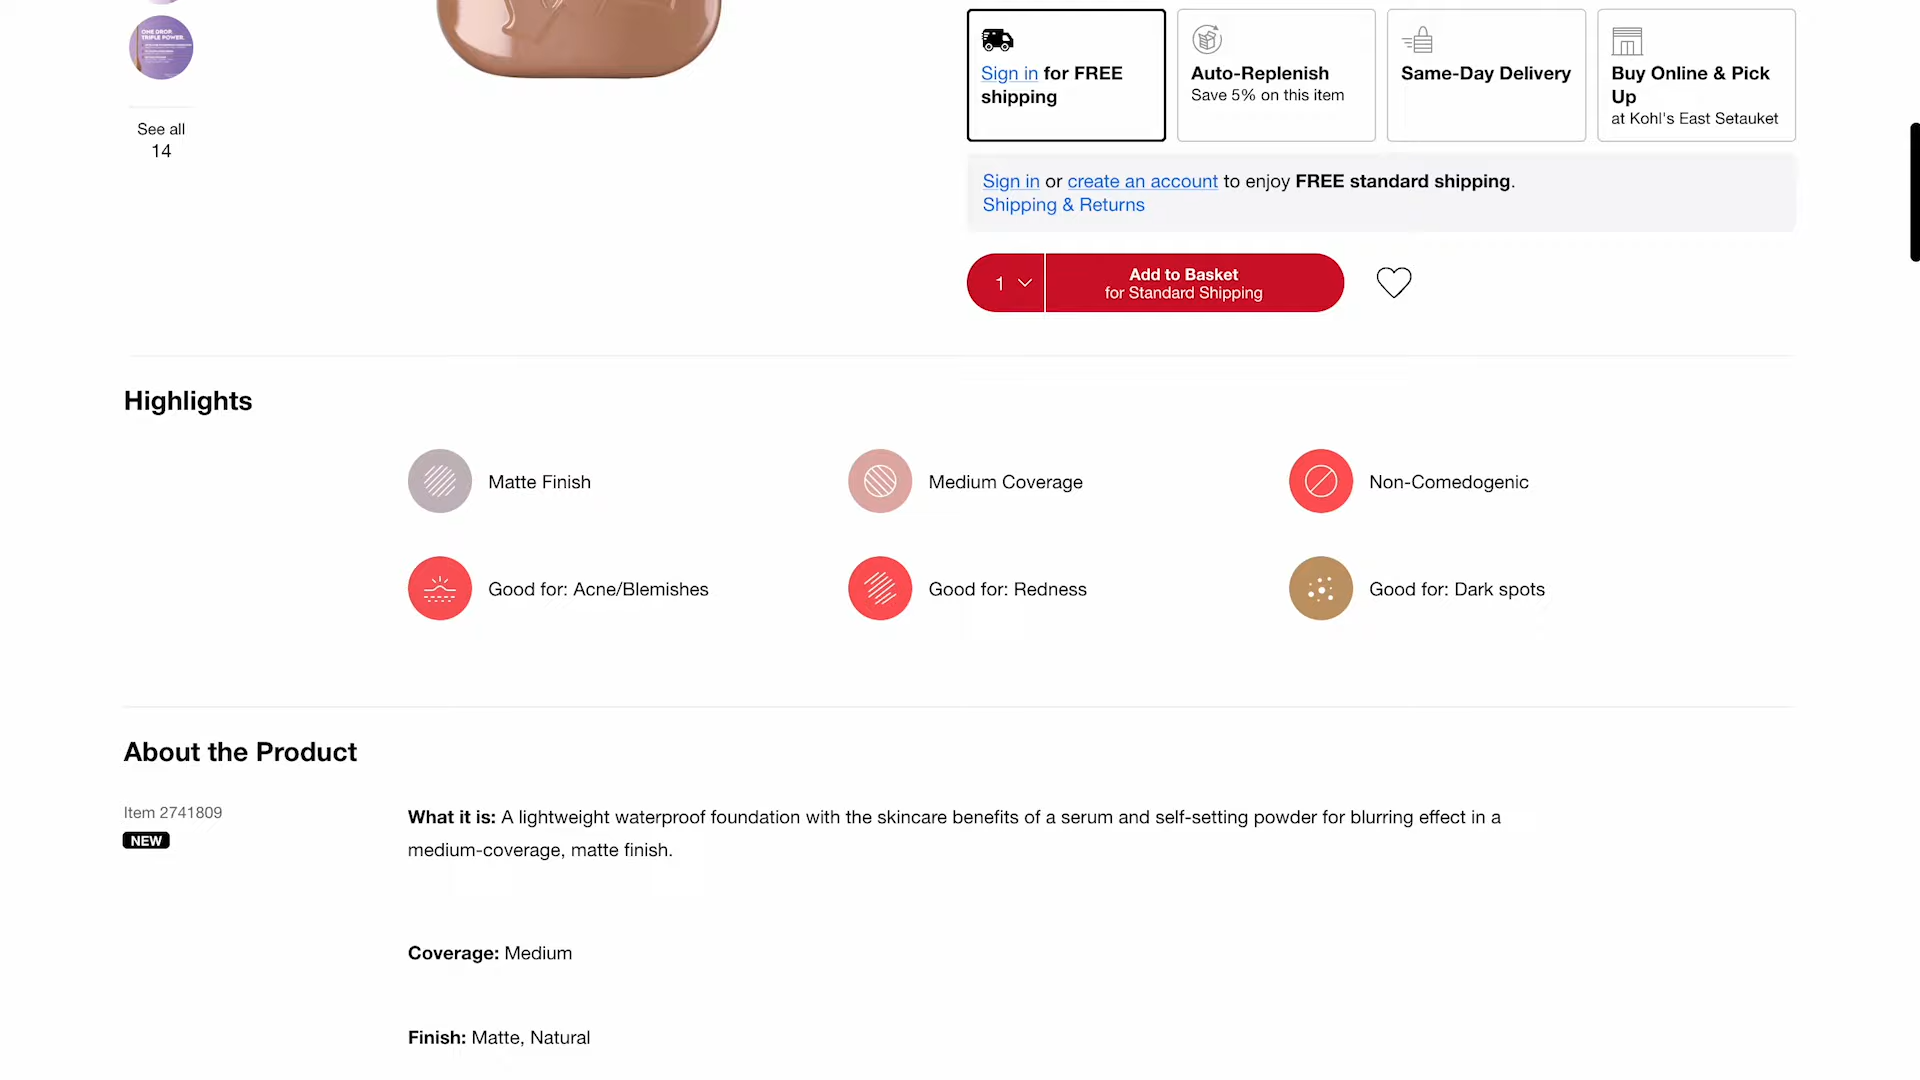 ONE DROP.
TRIPLE POWER.
See all
14
Sign in for FREE
shipping
Auto-Replenish
Save 5% on this item
Same-Day Delivery
Buy Online & Pick
Up
at Kohl's East Setauket
Sign in or create an account to enjoy FREE standard shipping.
Shipping & Returns
1
Add to Basket
for Standard Shipping
Highlights
Matte Finish
Medium Coverage
Non-Comedogenic
Good for: Acne/Blemishes
Good for: Redness
Good for: Dark spots
About the Product
Item 2741809
NEW
What it is: A lightweight waterproof foundation with the skincare benefits of a serum and self-setting powder for blurring effect in a
medium-coverage, matte finish.
Coverage: Medium
Finish: Matte, Natural